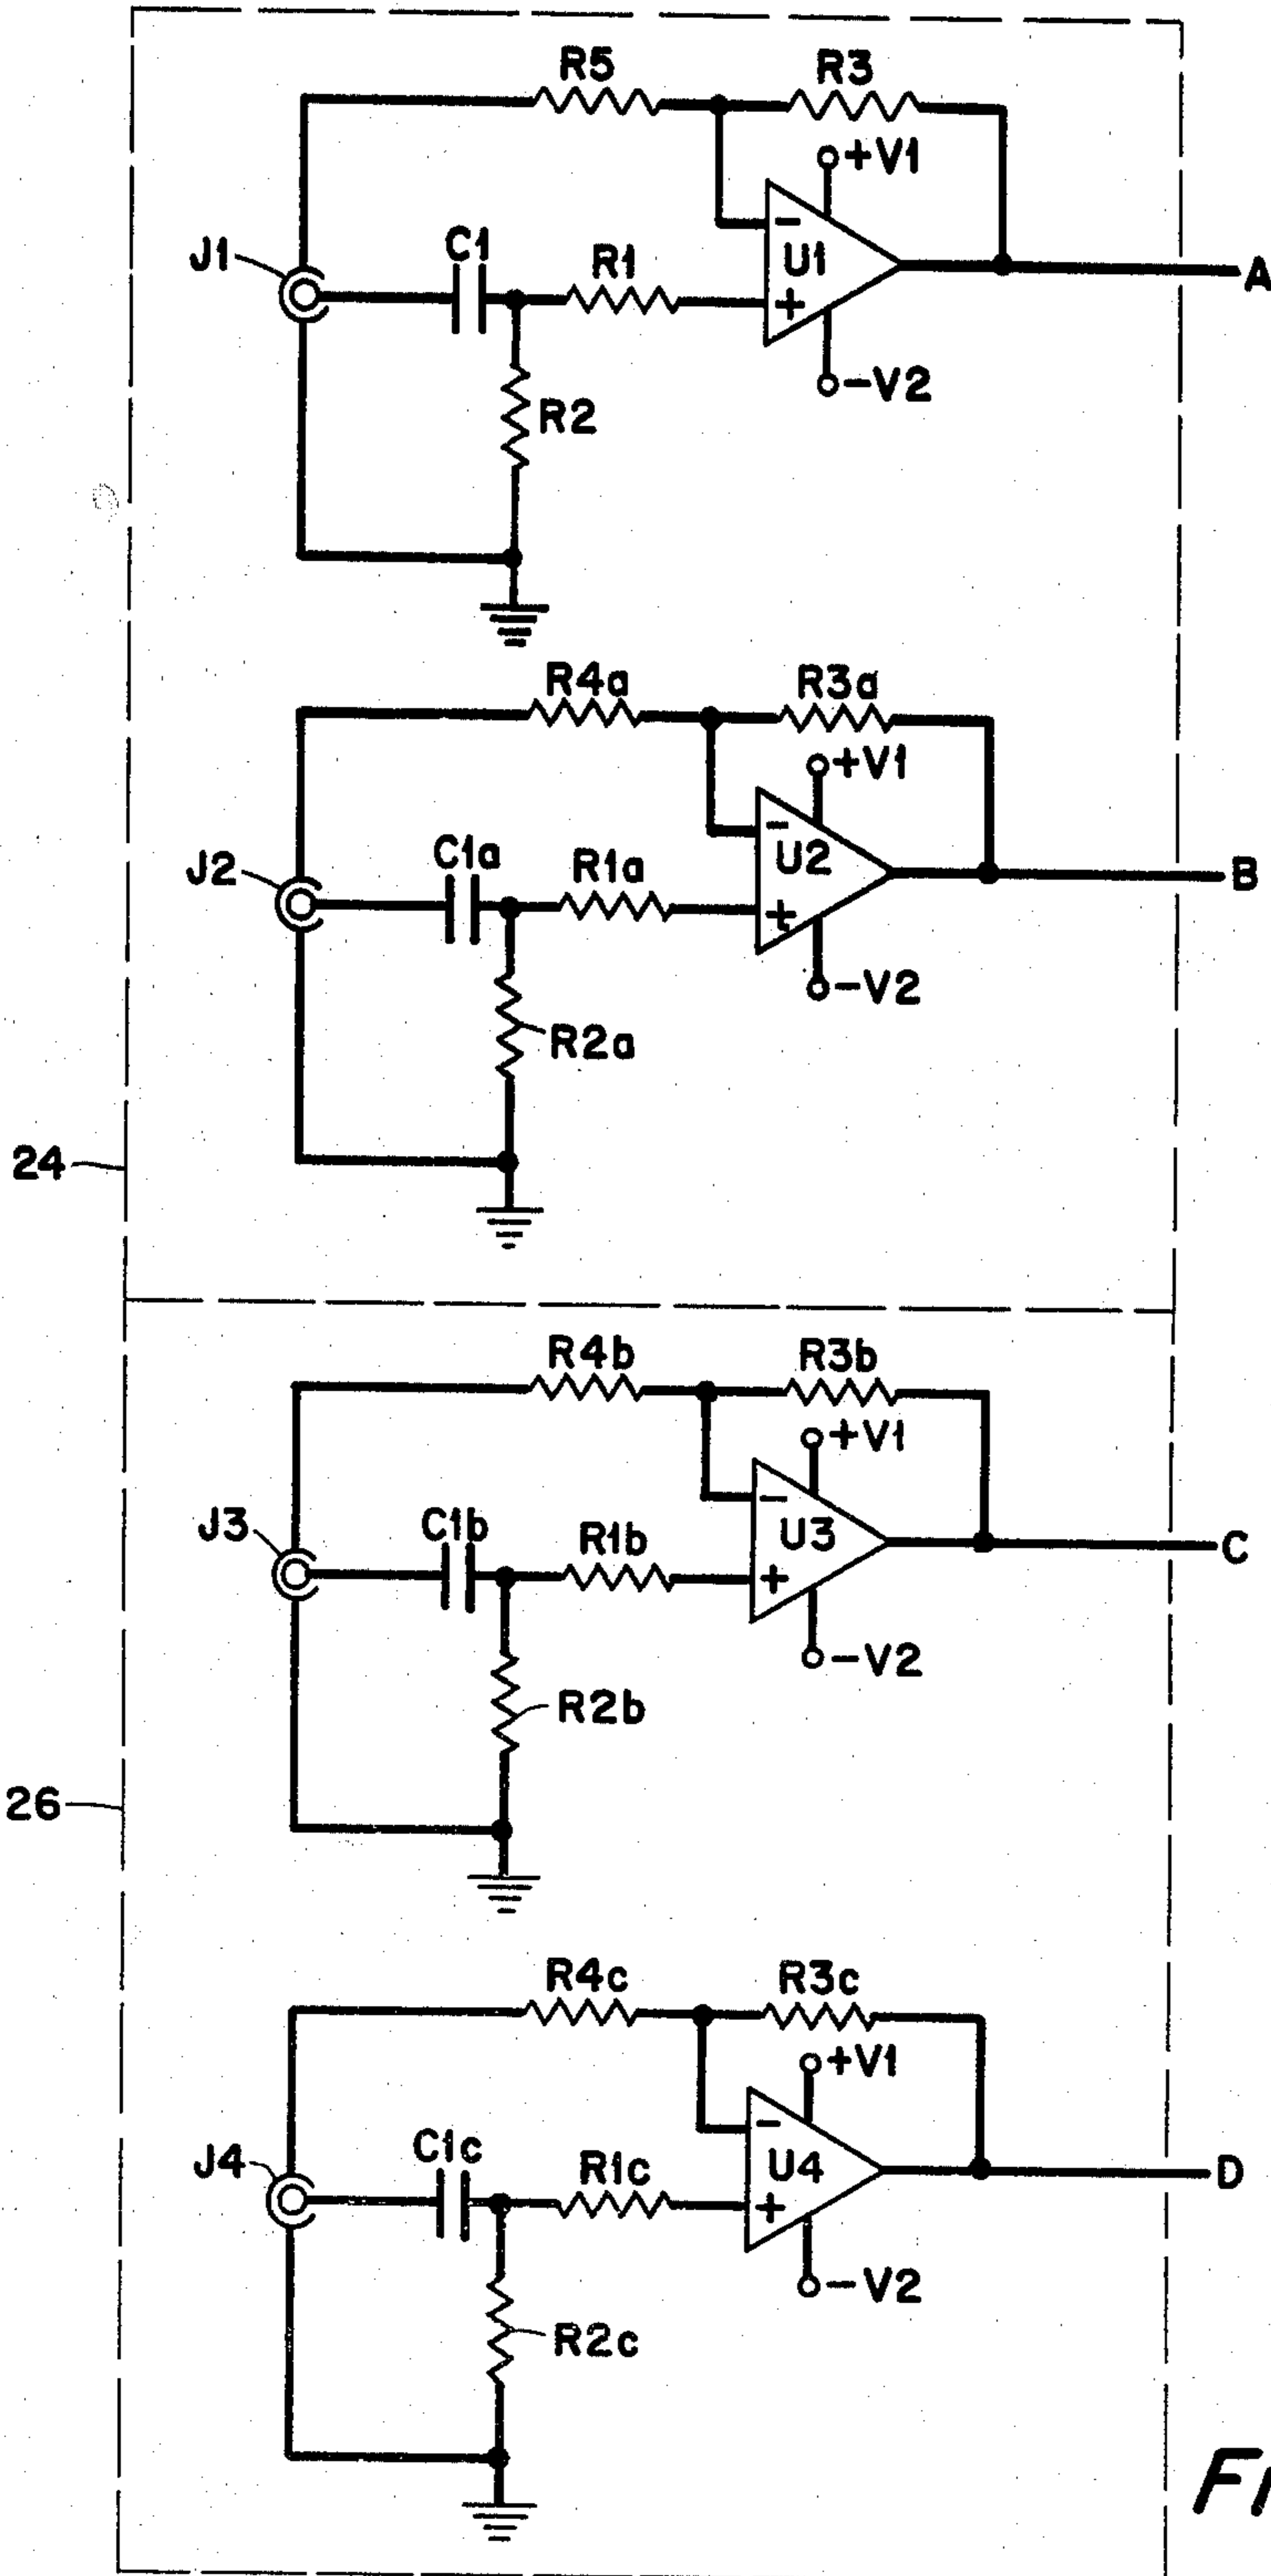 R5 R3
+V1
J1 C1 R1 - U1 A
+
-V2
R2
R4a R3a
+V1
J2 C1a R1a - U2 B
+
-V2
R2a
24
R4b R3b
+V1
J3 C1b R1b - U3 C
+
-V2
R2b
26
R4c R3c
+V1
J4 C1c R1c - U4 D
+
-V2
R2c